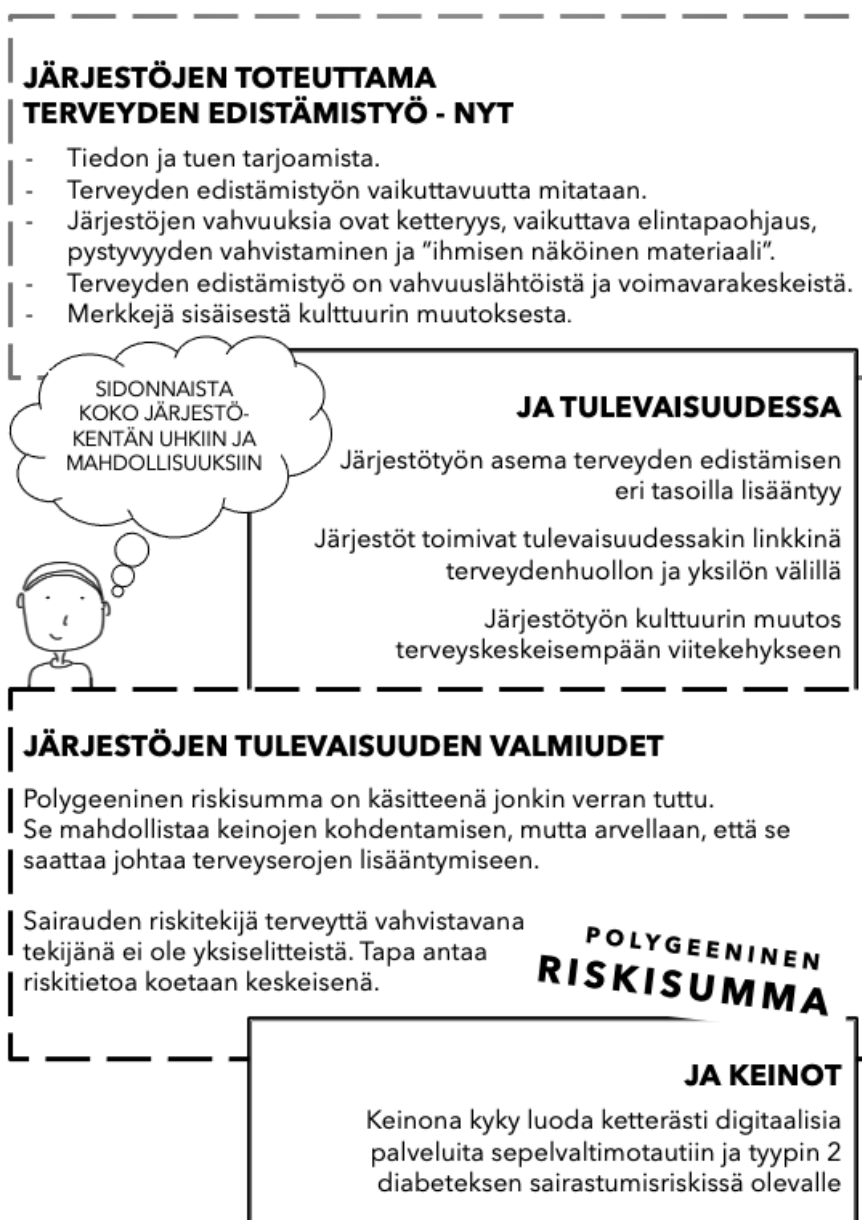 JÄRJESTÖJEN TOTEUTTAMA
TERVEYDEN EDISTÄMISTYÖ - NYT
- Tiedon ja tuen tarjoamista.
- Terveyden edistämistyön vaikuttavuutta mitataan.
- Järjestöjen vahvuuksia ovat ketteryys, vaikuttava elintapaohjaus,
pystyvyyden vahvistaminen ja ”ihmisen näköinen materiaali”.
- Terveyden edistämistyö on vahvuuslähtöistä ja voimavarakeskeistä.
- Merkkejä sisäisestä kulttuurin muutoksesta.
SIDONNAISTA
KOKO JÄRJESTÖ-
KENTÄN UHKIIN JA
MAHDOLLISUUKSIIN
JA TULEVAISUUDESSA
Järjestötyön asema terveyden edistämisen
eri tasoilla lisääntyy
Järjestöt toimivat tulevaisuudessakin linkkinä
terveydenhuollon ja yksilön välillä
Järjestötyön kulttuurin muutos
terveyskeskeisempään viitekehykseen
JÄRJESTÖJEN TULEVAISUUDEN VALMIUDET
Polygeeninen riskisumma on käsitteenä jonkin verran tuttu.
Se mahdollistaa keinojen kohdentamisen, mutta arvellaan, että se
saattaa johtaa terveyserojen lisääntymiseen.
Sairauden riskitekijä terveyttä vahvistavana
tekijänä ei ole yksiselitteistä. Tapa antaa
riskitietoa koetaan keskeisenä.
POLYGEENINEN
RISKISUMMA
JA KEINOT
Keinona kyky luoda ketterästi digitaalisia
palveluita sepelvaltimotautiin ja tyypin 2
diabeteksen sairastumisriskissä olevalle